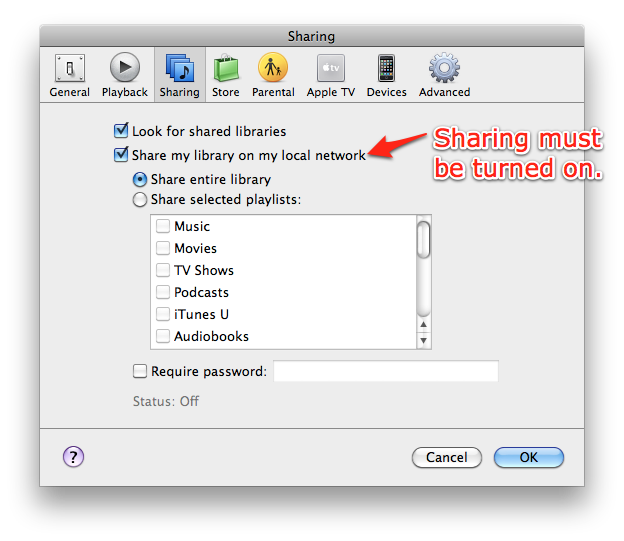 Sharing
General Playback Sharing Store Parental Apple TV Devices Advanced
Look for shared libraries
Share my library on my local network
Sharing must
be turned on.
Share entire library
Share selected playlists:
Music
Movies
TV Shows
Podcasts
iTunes U
Audiobooks
Require password:
Status: Off
? Cancel OK